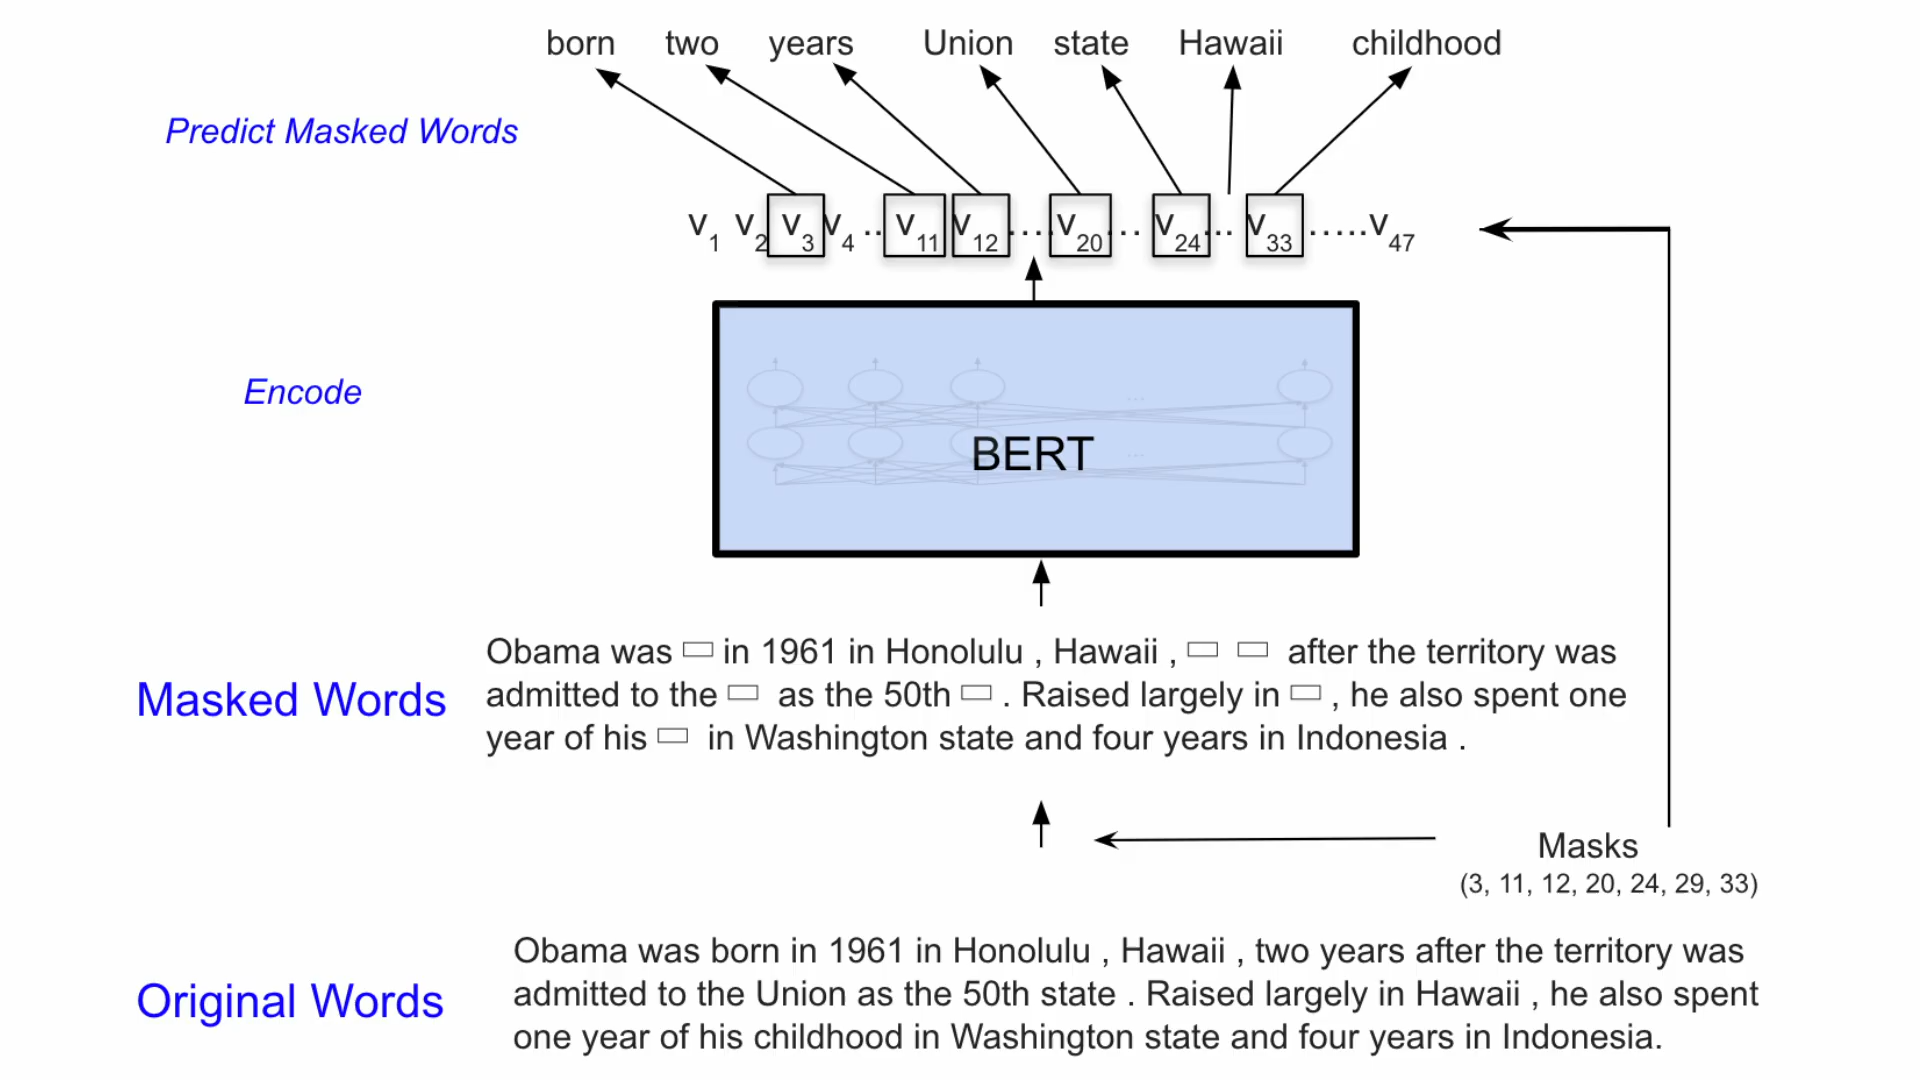 born two years Union state Hawaii childhood
Predict Masked Words
v1 v2 v3 v4 .. v11 v12 .... v20 ... v24 ... v33 .....v47
Encode
BERT
Masked Words
Obama was ▭ in 1961 in Honolulu , Hawaii , ▭ ▭ after the territory was
admitted to the ▭ as the 50th ▭ . Raised largely in ▭ , he also spent one
year of his ▭ in Washington state and four years in Indonesia .
Masks
(3, 11, 12, 20, 24, 29, 33)
Original Words
Obama was born in 1961 in Honolulu , Hawaii , two years after the territory was
admitted to the Union as the 50th state . Raised largely in Hawaii , he also spent
one year of his childhood in Washington state and four years in Indonesia.